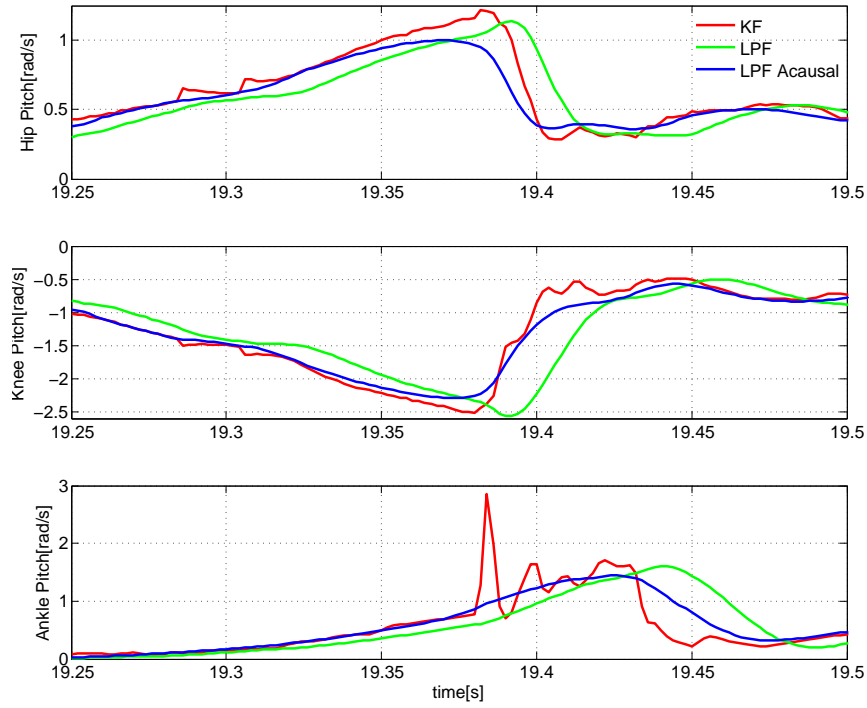 Hip Pitch[rad/s]
1
0.5
0
KF
LPF
LPF Acausal
19.25 19.3 19.35 19.4 19.45 19.5
Knee Pitch[rad/s]
0
−0.5
−1
−1.5
−2
−2.5
19.25 19.3 19.35 19.4 19.45 19.5
Ankle Pitch[rad/s]
3
2
1
0
19.25 19.3 19.35 19.4 19.45 19.5
time[s]